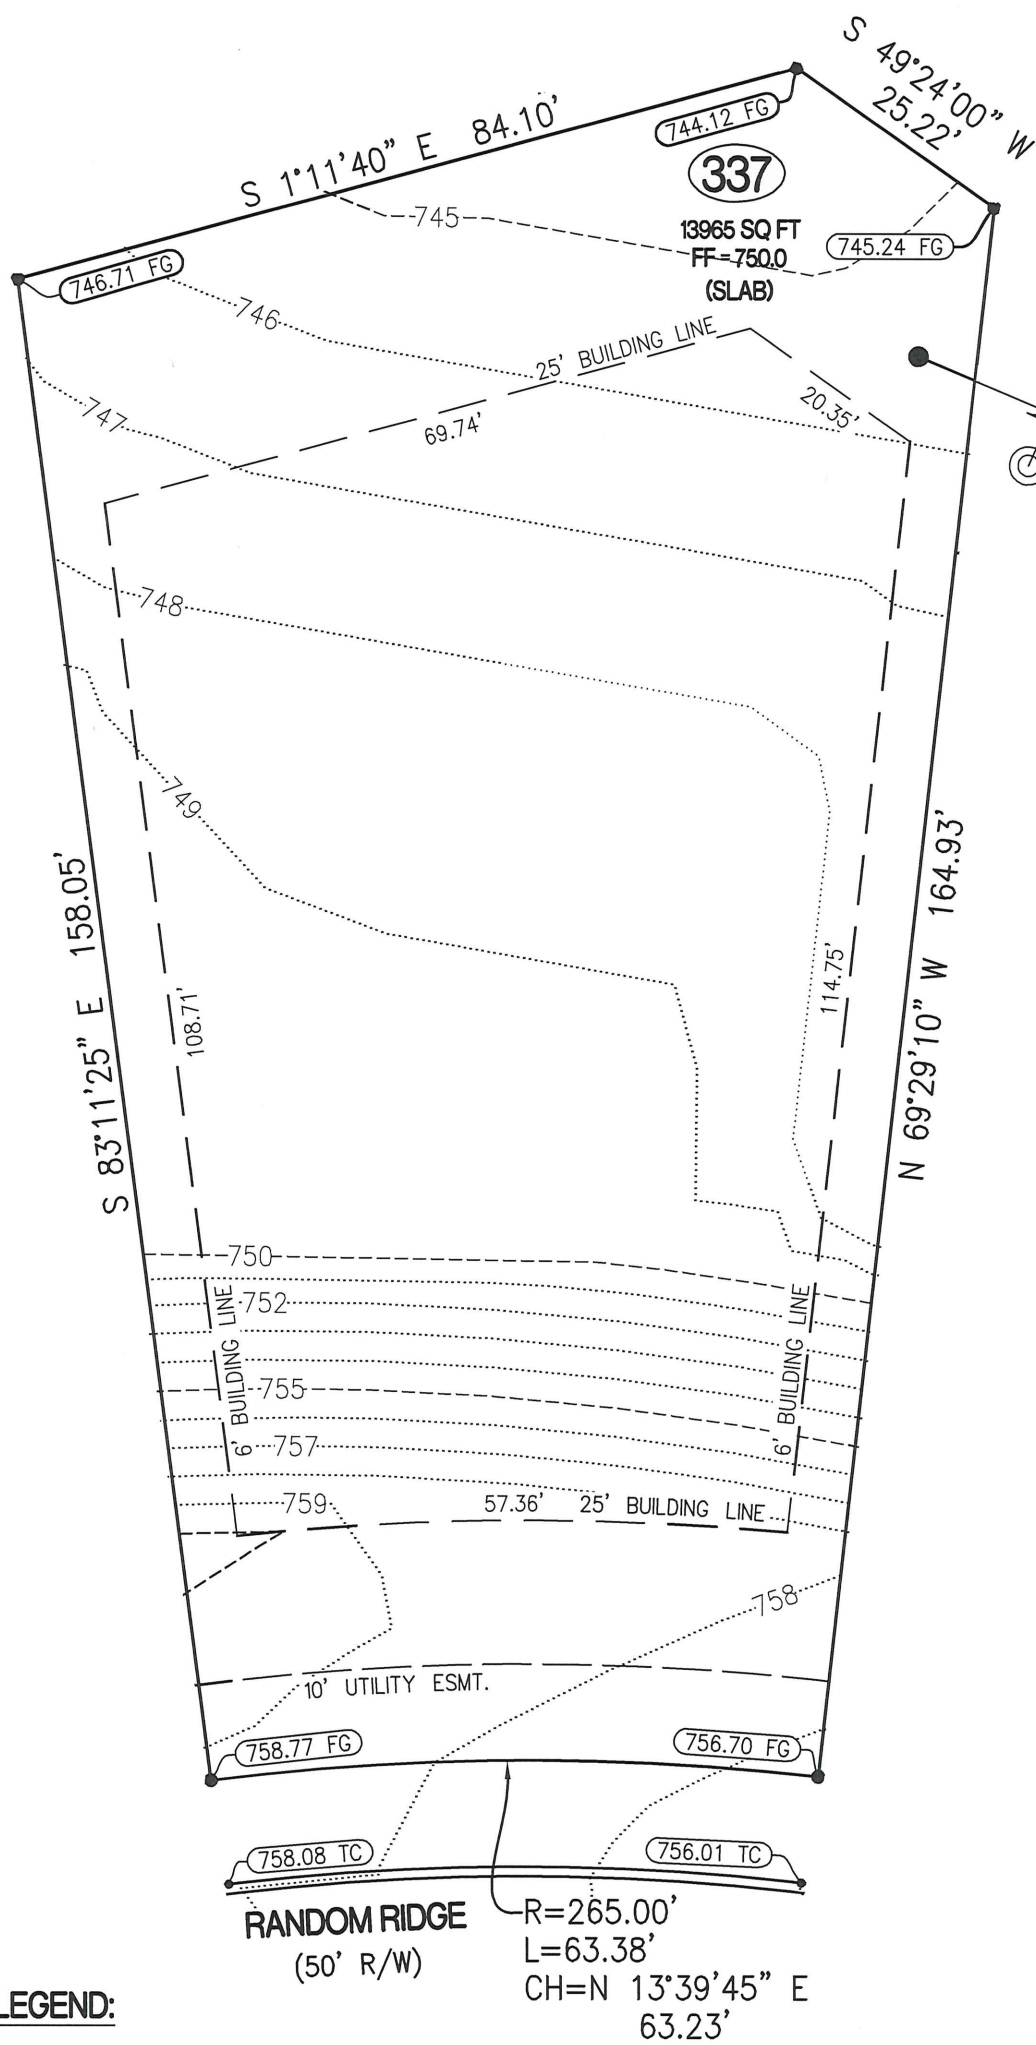 S 49°24'00" W
25.22'
S 1°11'40" E 84.10'
744.12 FG
337
745
13965 SQ FT
FF = 750.0
(SLAB)
745.24 FG
746.71 FG
746
25' BUILDING LINE
20.35'
69.74'
747
748
749
S 83°11'25" E 158.05'
108.71'
114.75'
N 69°29'10" W 164.93'
750
752
6' BUILDING LINE
6' BUILDING LINE
755
757
759
57.36' 25' BUILDING LINE
758
10' UTILITY ESMT.
758.77 FG
756.70 FG
758.08 TC
756.01 TC
RANDOM RIDGE
(50' R/W)
R=265.00'
L=63.38'
CH=N 13°39'45" E
63.23'
LEGEND: